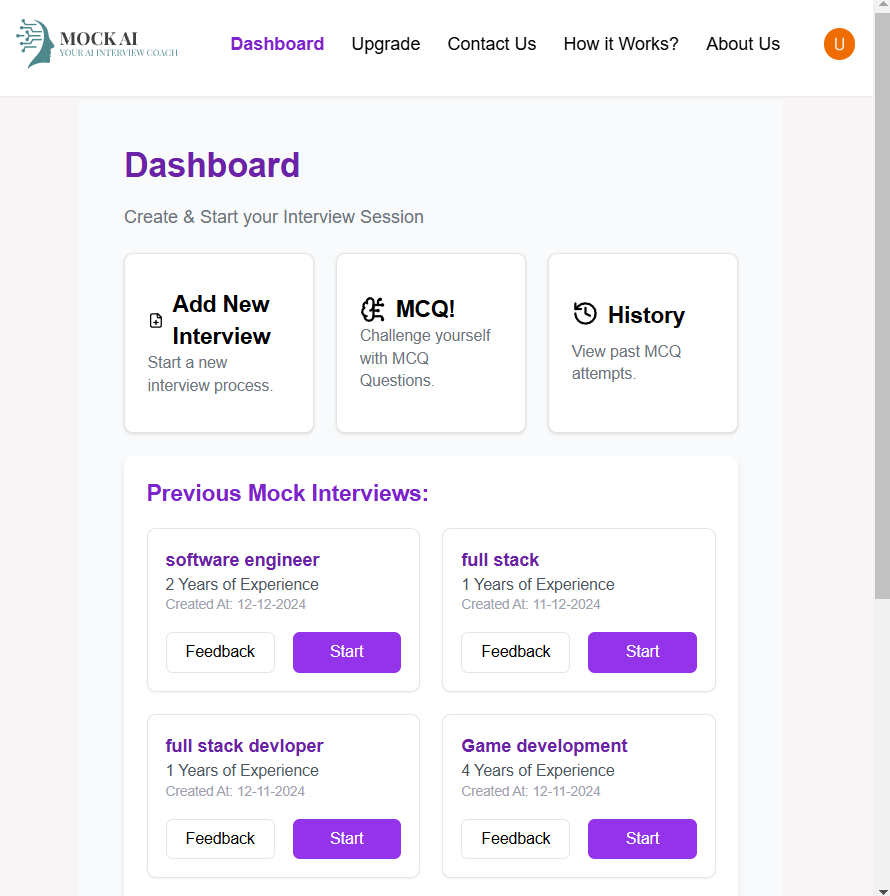 MOCK AI
YOUR AI INTERVIEW COACH
Dashboard Upgrade Contact Us How it Works? About Us
U
Dashboard
Create & Start your Interview Session
Add New
Interview
Start a new
interview process.
MCQ!
Challenge yourself
with MCQ
Questions.
History
View past MCQ
attempts.
Previous Mock Interviews:
software engineer
2 Years of Experience
Created At: 12-12-2024
Feedback Start
full stack
1 Years of Experience
Created At: 11-12-2024
Feedback Start
full stack devloper
1 Years of Experience
Created At: 12-11-2024
Feedback Start
Game development
4 Years of Experience
Created At: 12-11-2024
Feedback Start